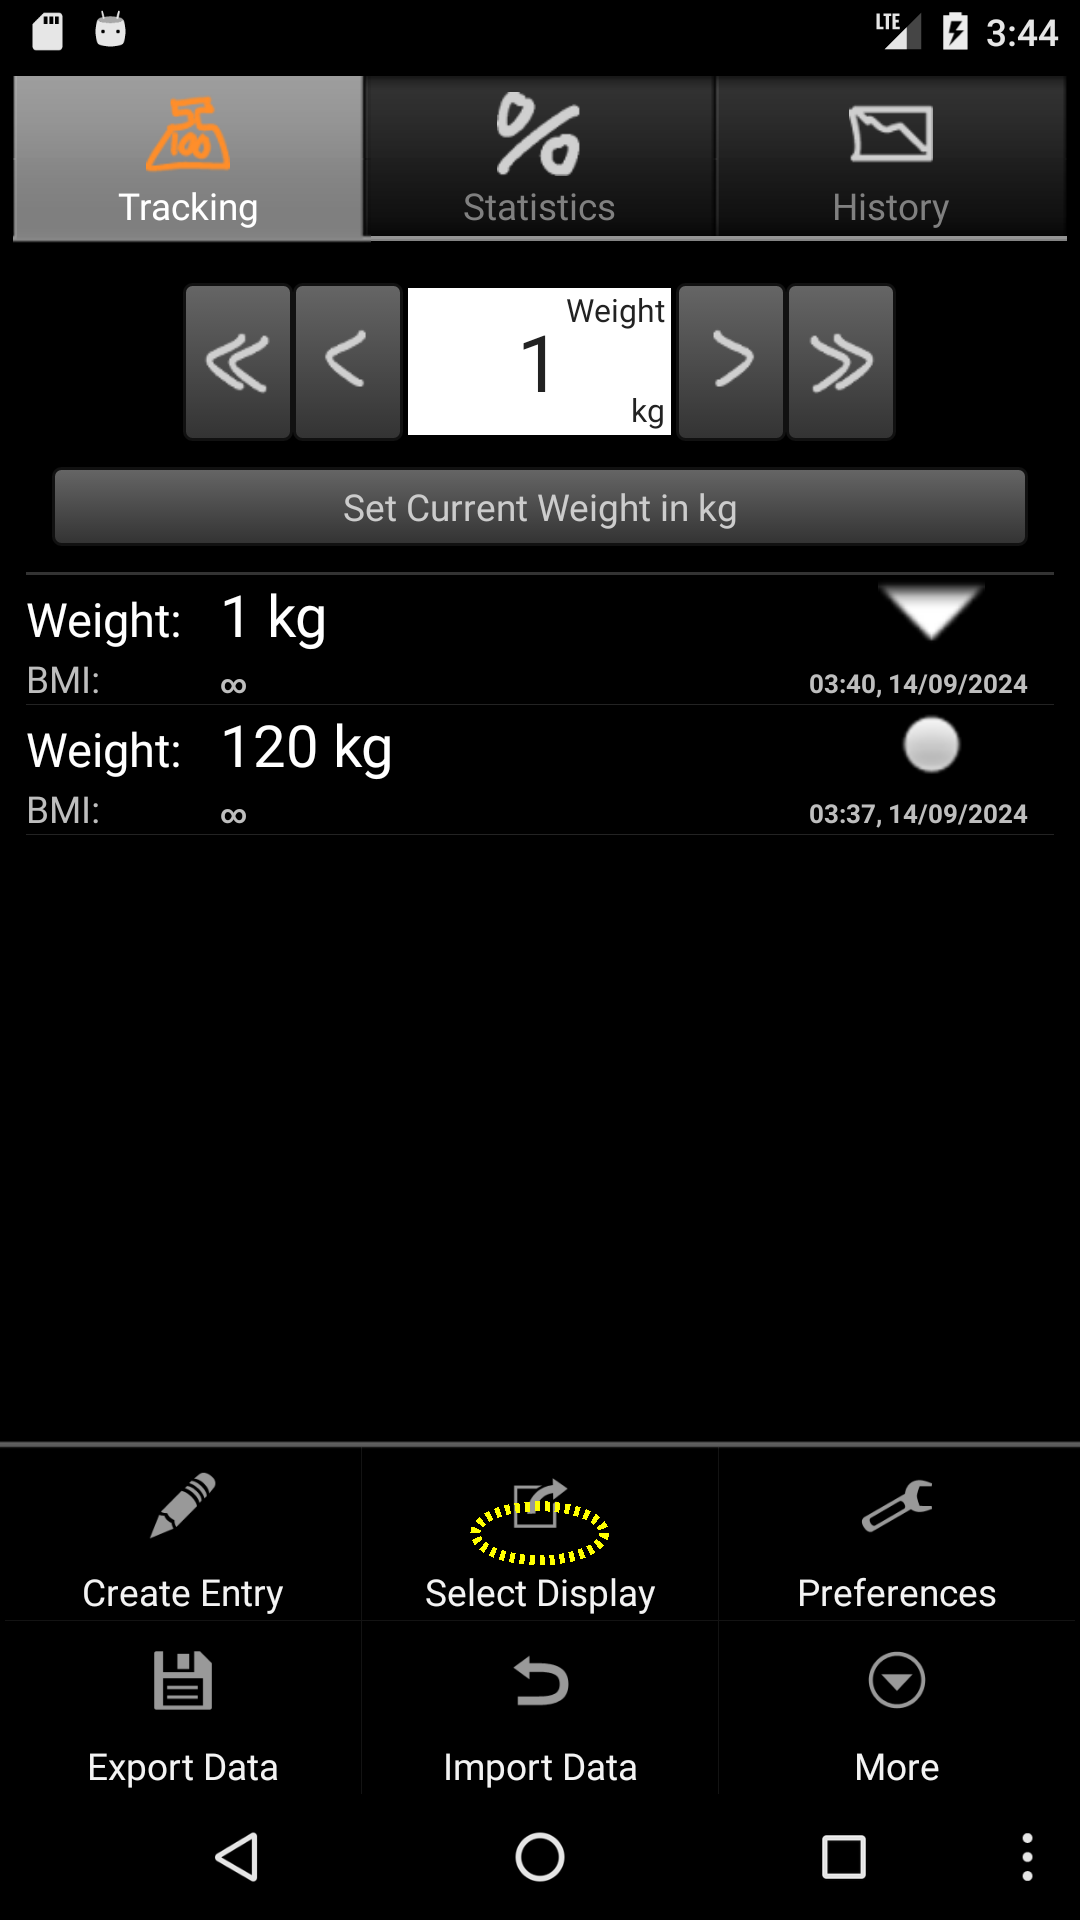 LTE 3:44
100
Tracking
%
Statistics
History
Weight
1
kg
Set Current Weight in kg
Weight: 1 kg
BMI: ∞ 03:40, 14/09/2024
Weight: 120 kg
BMI: ∞ 03:37, 14/09/2024
Create Entry
Select Display
Preferences
Export Data
Import Data
More